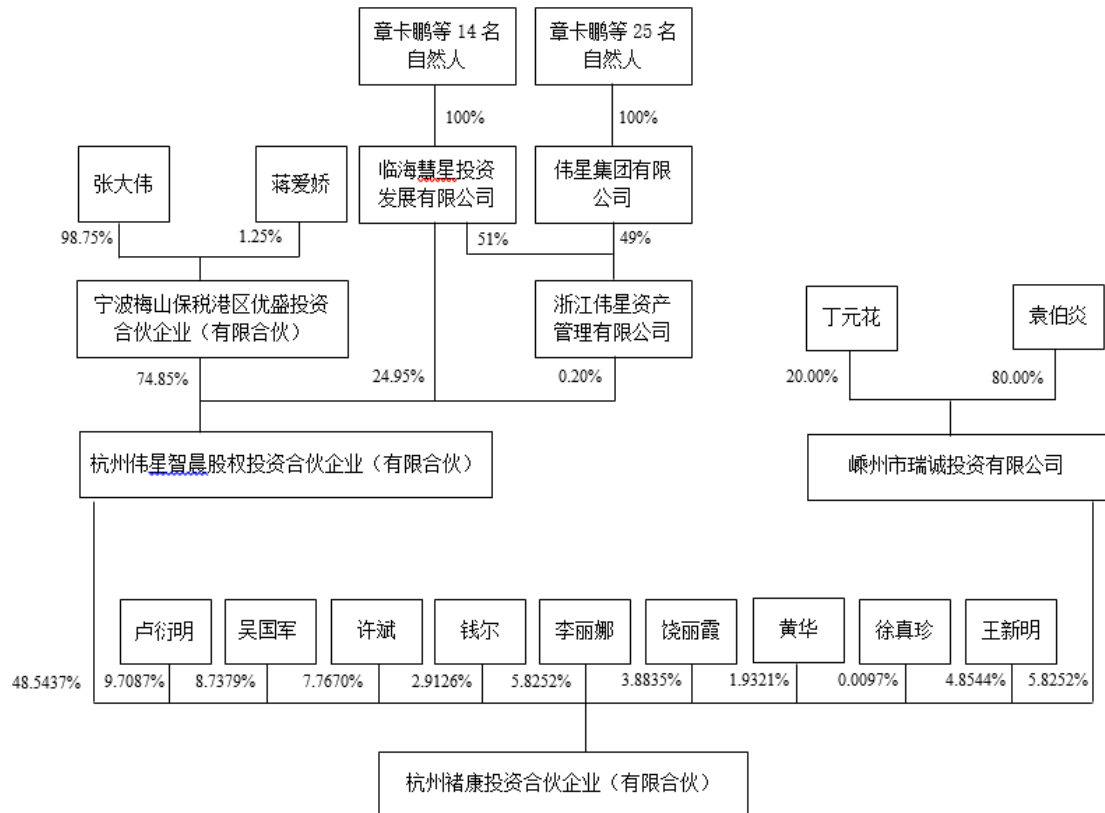 章卡鹏等 14 名
自然人
章卡鹏等 25 名
自然人
100%
100%
张大伟
蒋爱娇
临海慧星投资
发展有限公司
伟星集团有限
公司
98.75%
1.25%
51%
49%
宁波梅山保税港区优盛投资
合伙企业（有限合伙）
浙江伟星资产
管理有限公司
丁元花
袁伯炎
74.85%
24.95%
0.20%
20.00%
80.00%
杭州伟星智晨股权投资合伙企业（有限合伙）
嵊州市瑞诚投资有限公司
卢衍明
吴国军
许斌
钱尔
李丽娜
饶丽霞
黄华
徐真珍
王新明
48.5437%
9.7087%
8.7379%
7.7670%
2.9126%
5.8252%
3.8835%
1.9321%
0.0097%
4.8544%
5.8252%
杭州褚康投资合伙企业（有限合伙）